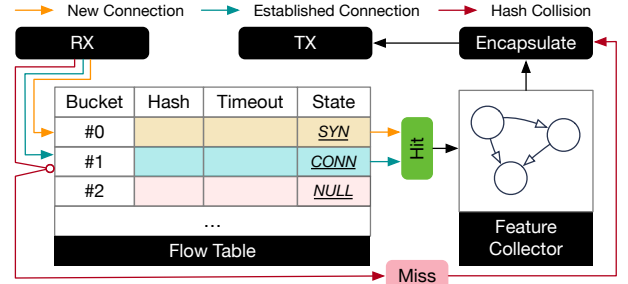 New Connection
Established Connection
Hash Collision
RX
TX
Encapsulate
Bucket Hash Timeout State
#0 SYN
#1 CONN
#2 NULL
...
Flow Table
Hit
Feature
Collector
Miss